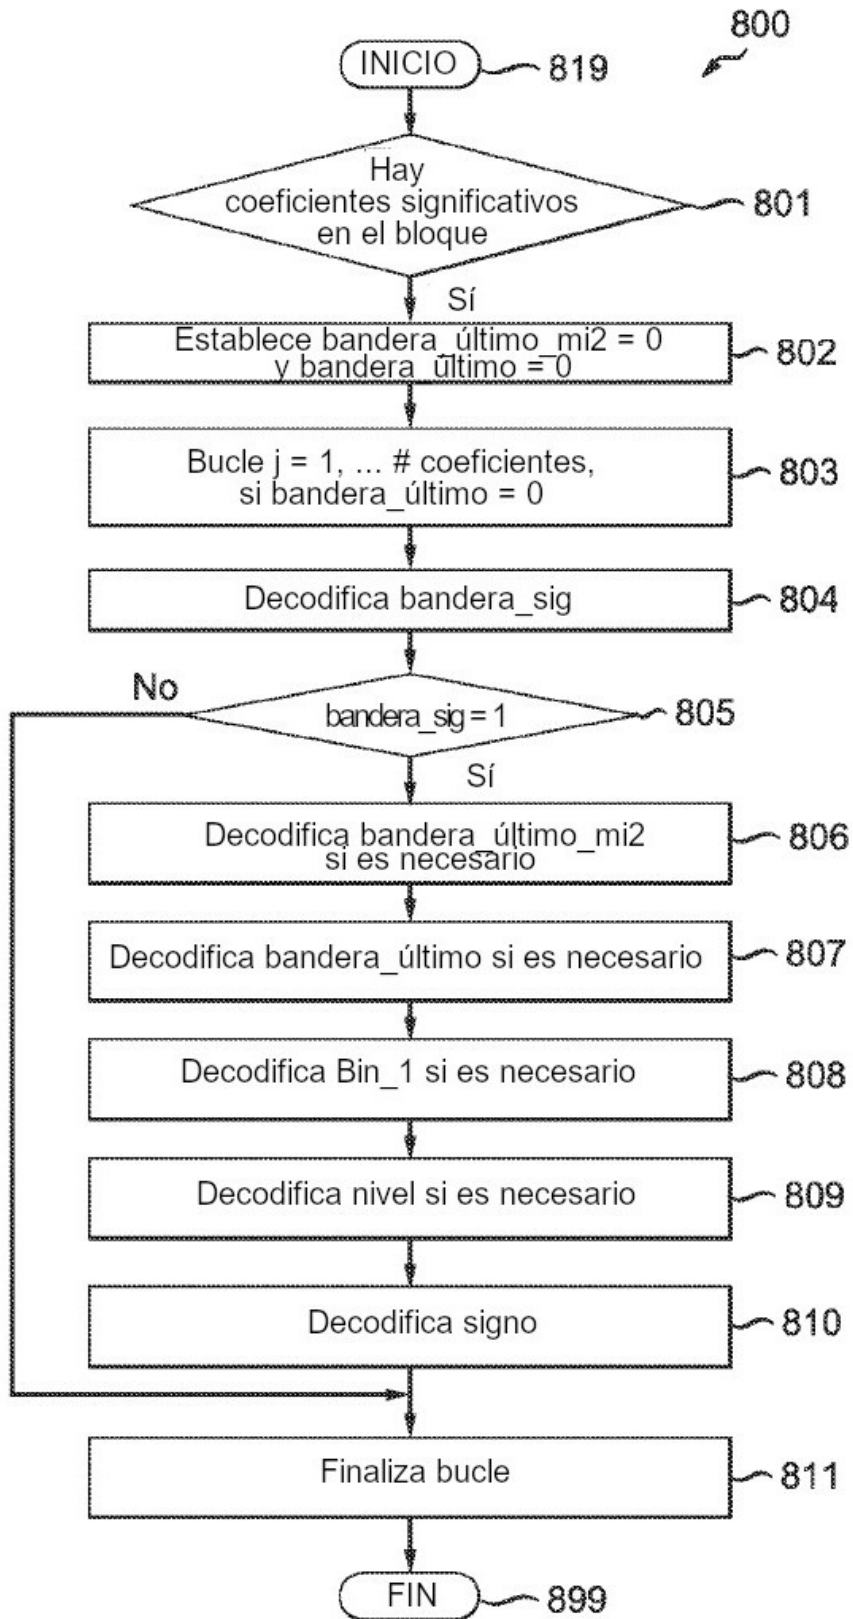 800
INICIO
819
Hay
coeficientes significativos
en el bloque
801
Sí
Establece bandera_último_mi2 = 0
y bandera_último = 0
802
Bucle j = 1, ... # coeficientes,
si bandera_último = 0
803
Decodifica bandera_sig
804
No
bandera_sig = 1
805
Sí
Decodifica bandera_último_mi2
si es necesario
806
Decodifica bandera_último si es necesario
807
Decodifica Bin_1 si es necesario
808
Decodifica nivel si es necesario
809
Decodifica signo
810
Finaliza bucle
811
FIN
899